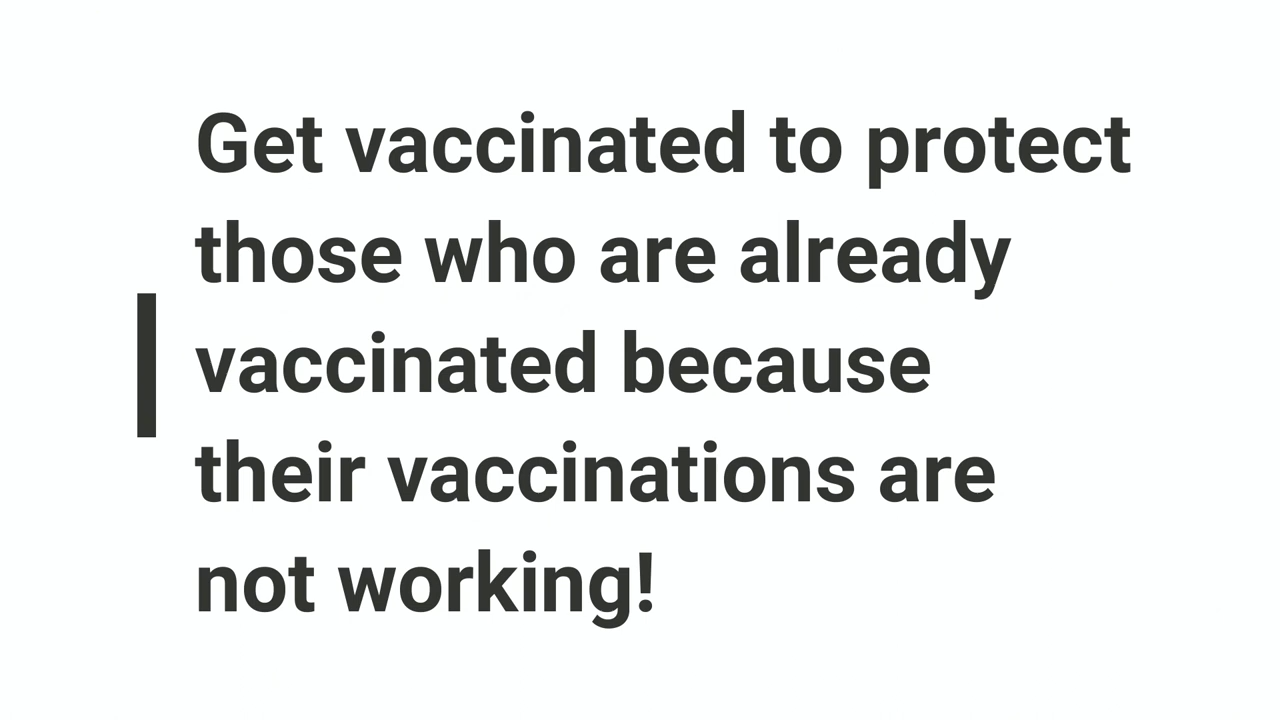 Get vaccinated to protect
those who are already
vaccinated because
their vaccinations are
not working!